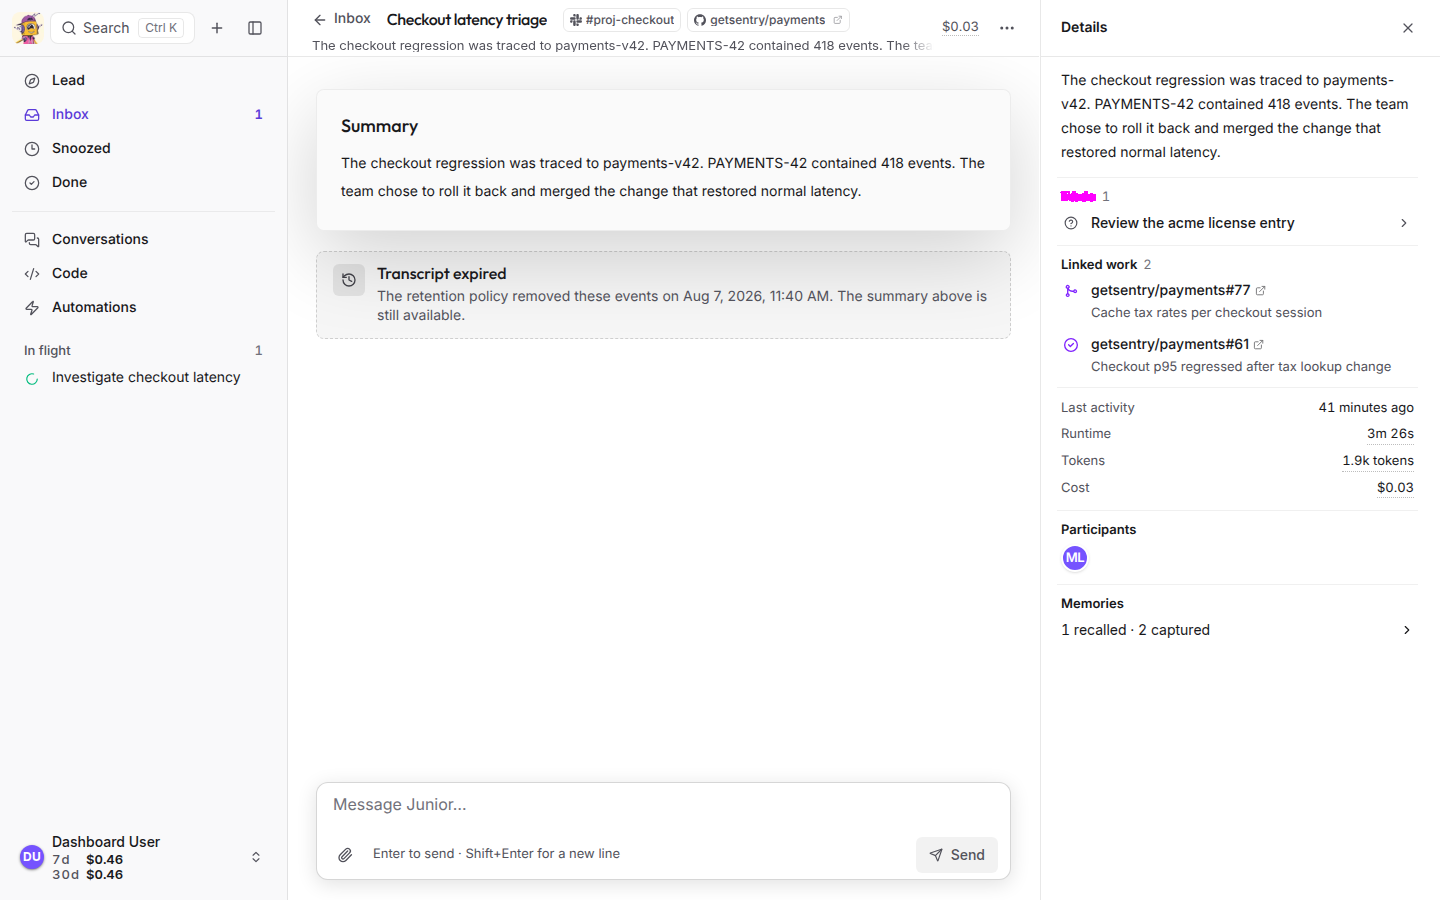 Search Ctrl K
Lead
Inbox 1
Snoozed
Done
Conversations
Code
Automations
In flight 1
Investigate checkout latency
DU
Dashboard User
7d $0.46
30d $0.46
Inbox Checkout latency triage #proj-checkout getsentry/payments $0.03
The checkout regression was traced to payments-v42. PAYMENTS-42 contained 418 events. The tea
Summary
The checkout regression was traced to payments-v42. PAYMENTS-42 contained 418 events. The
team chose to roll it back and merged the change that restored normal latency.
Transcript expired
The retention policy removed these events on Aug 7, 2026, 11:40 AM. The summary above is
still available.
Message Junior...
Enter to send · Shift+Enter for a new line
Send
Details
The checkout regression was traced to payments-
v42. PAYMENTS-42 contained 418 events. The team
chose to roll it back and merged the change that
restored normal latency.
1
Review the acme license entry
Linked work 2
getsentry/payments#77
Cache tax rates per checkout session
getsentry/payments#61
Checkout p95 regressed after tax lookup change
Last activity 41 minutes ago
Runtime 3m 26s
Tokens 1.9k tokens
Cost $0.03
Participants
ML
Memories
1 recalled · 2 captured